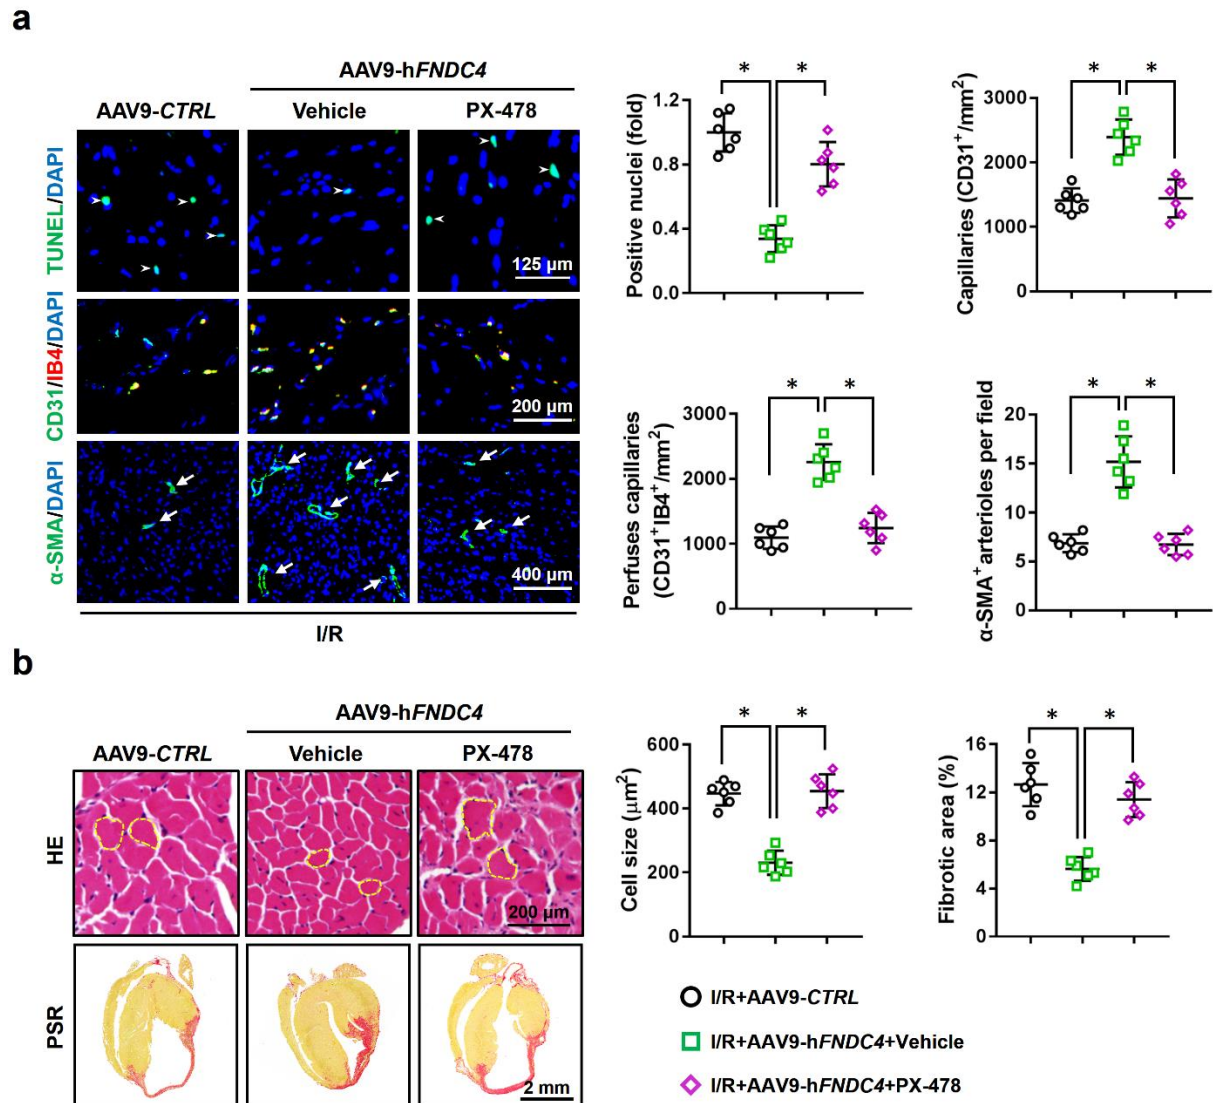 a
AAV9-hFNDC4
AAV9-CTRL
Vehicle
PX-478
TUNEL/DAPI
125 µm
CD31/IB4/DAPI
200 µm
α-SMA/DAPI
400 µm
I/R
Positive nuclei (fold)
1.2
0.8
0.4
0.0
*
*
Capillaries (CD31+/mm2)
3000
2000
1000
0
*
*
Perfuses capillaries
(CD31+IB4+/mm2)
3000
2000
1000
0
*
*
α-SMA+ arterioles per field
20
15
10
5
0
*
*
b
AAV9-hFNDC4
AAV9-CTRL
Vehicle
PX-478
HE
200 µm
PSR
2 mm
Cell size (µm2)
600
400
200
0
*
*
Fibrotic area (%)
16
12
8
4
0
*
*
I/R+AAV9-CTRL
I/R+AAV9-hFNDC4+Vehicle
I/R+AAV9-hFNDC4+PX-478